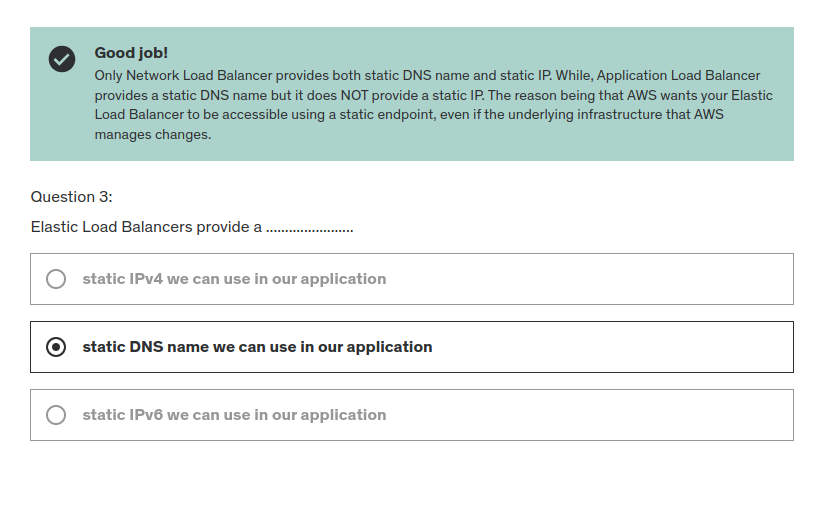 Good job!
Only Network Load Balancer provides both static DNS name and static IP. While, Application Load Balancer
provides a static DNS name but it does NOT provide a static IP. The reason being that AWS wants your Elastic
Load Balancer to be accessible using a static endpoint, even if the underlying infrastructure that AWS
manages changes.
Question 3:
Elastic Load Balancers provide a .......................
static IPv4 we can use in our application
static DNS name we can use in our application
static IPv6 we can use in our application